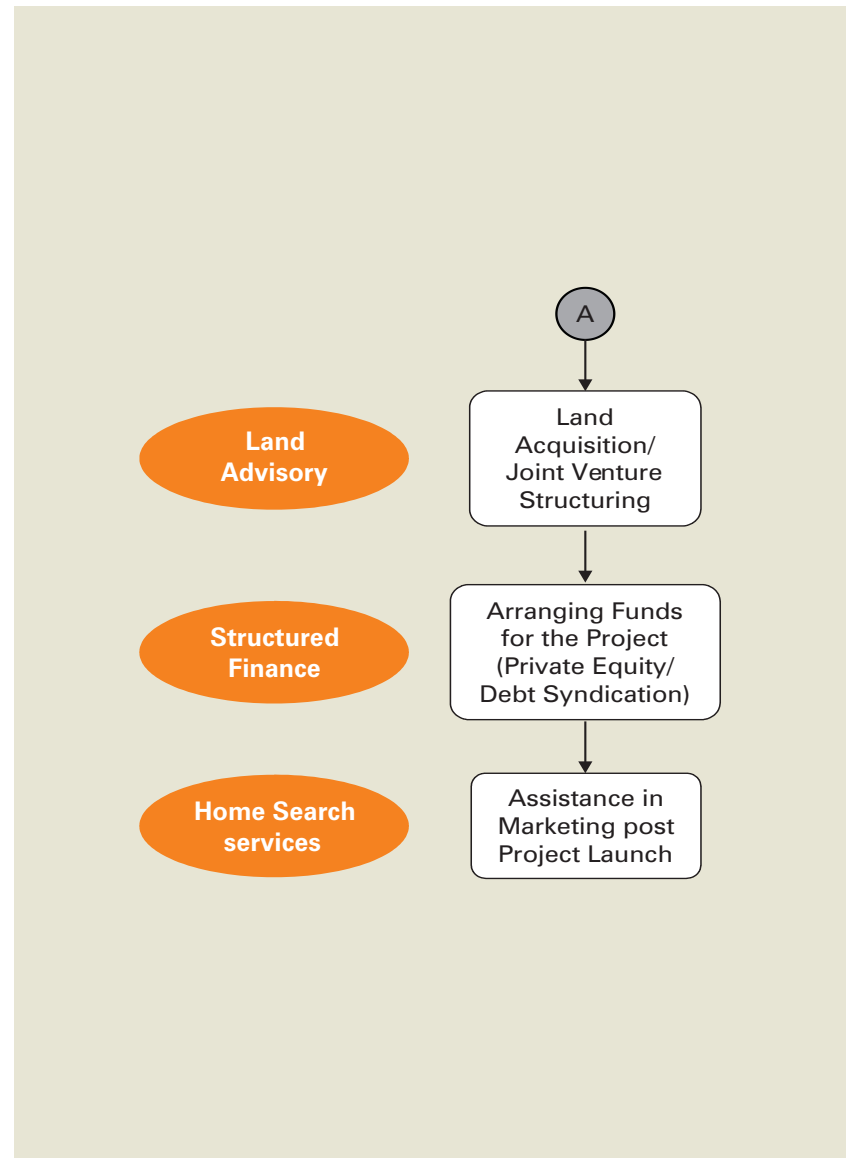 A
Land
Advisory
Land
Acquisition/
Joint Venture
Structuring
Structured
Finance
Arranging Funds
for the Project
(Private Equity/
Debt Syndication)
Home Search
services
Assistance in
Marketing post
Project Launch